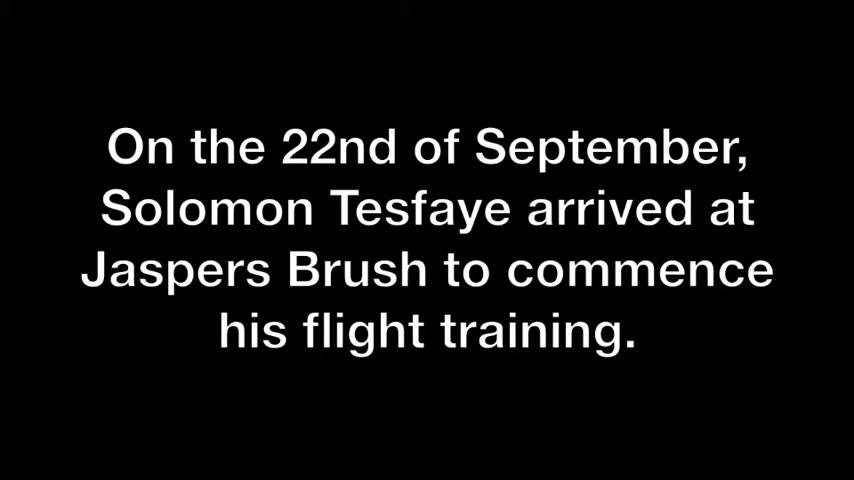 On the 22nd of September,
Solomon Tesfaye arrived at
Jaspers Brush to commence
his flight training.